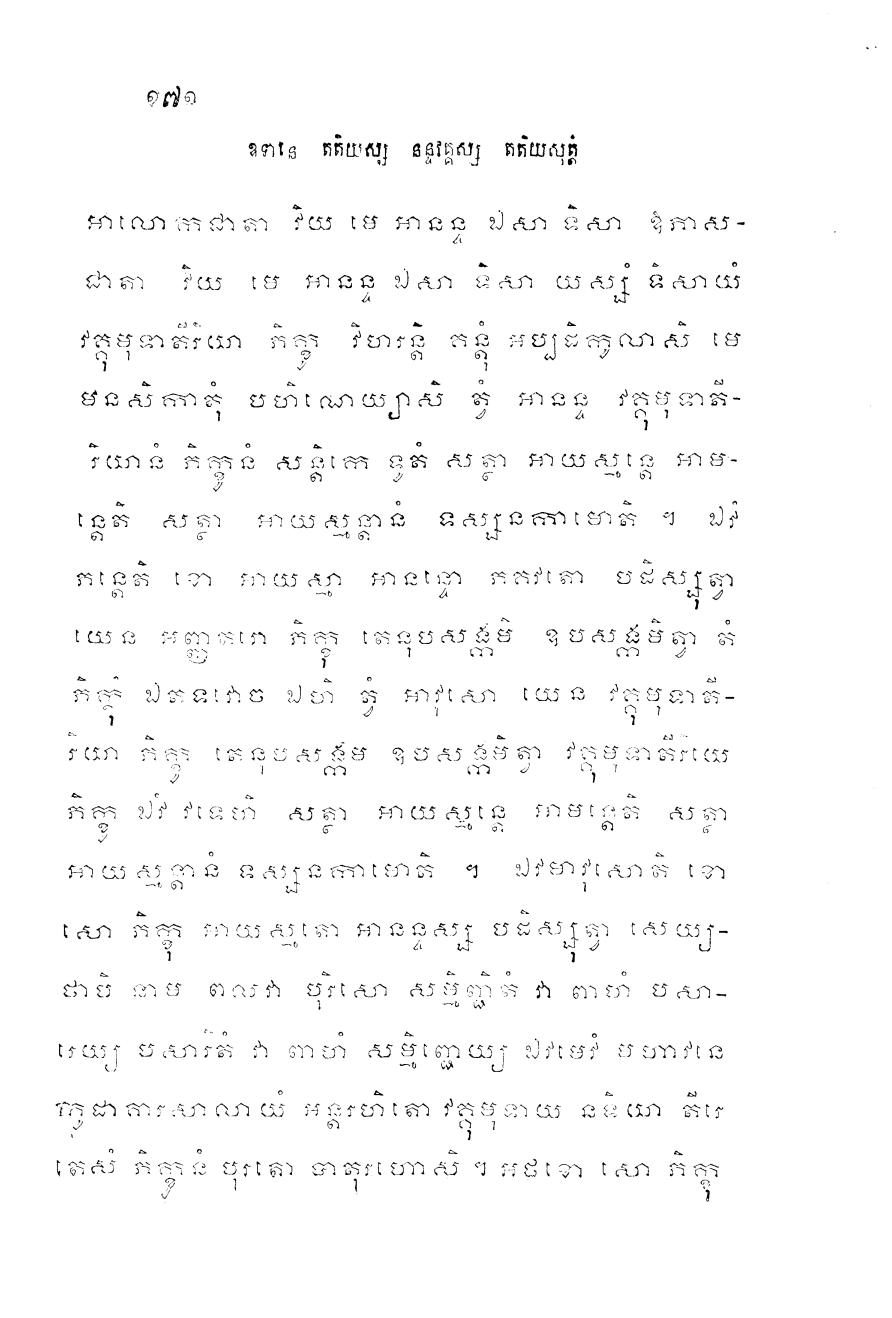 ១៧១
ឧទានេ តតិយស្ស នន្ទវគ្គស្ស តតិយសុត្តំ
អាលោកជាតា វិយ មេ អានន្ទ ឯសា ទិសា ឱភាស-
ជាតា វិយ មេ អានន្ទ ឯសា ទិសា យស្សំ ទិសាយំ
វគ្គុមុទាតីរិយា ភិក្ខូ វិហរន្តិ គន្តុំ អប្បដិកូលាសិ មេ
មនសិកាតុំ បហិណេយ្យាសិ ត្វំ អានន្ទ វគ្គុមុទាតី-
រិយានំ ភិក្ខូនំ សន្តិកេ ទូតំ សត្ថា អាយស្មន្តេ អាម-
ន្តេតិ សត្ថា អាយស្មន្តានំ ទស្សនកាមោតិ ។ ឯវំ
ភន្តេតិ ខោ អាយស្មា អានន្ទោ ភគវតោ បដិស្សុត្វា
យេន អញ្ញតរោ ភិក្ខុ តេនុបសង្កមិ ឧបសង្កមិត្វា តំ
ភិក្ខុំ ឯតទវោច ឯហិ ត្វំ អាវុសោ យេន វគ្គុមុទាតី-
រិយា ភិក្ខូ តេនុបសង្កម ឧបសង្កមិត្វា វគ្គុមុទាតីរិយេ
ភិក្ខូ ឯវំ វទេហិ សត្ថា អាយស្មន្តេ អាមន្តេតិ សត្ថា
អាយស្មន្តានំ ទស្សនកាមោតិ ។ ឯវមាវុសោតិ ខោ
សោ ភិក្ខុ អាយស្មតោ អានន្ទស្ស បដិស្សុត្វា សេយ្យ-
ថាបិ នាម ពលវា បុរិសោ សម្មិញ្ជិតំ វា ពាហំ បសា-
រេយ្យ បសារិតំ វា ពាហំ សម្មិញ្ជេយ្យ ឯវមេវំ មហាវនេ
កូដាគារសាលាយំ អន្តរហិតោ វគ្គុមុទាយ នទិយា តីរេ
តេសំ ភិក្ខូនំ បុរតោ បាតុរហោសិ ។ អថខោ សោ ភិក្ខុ